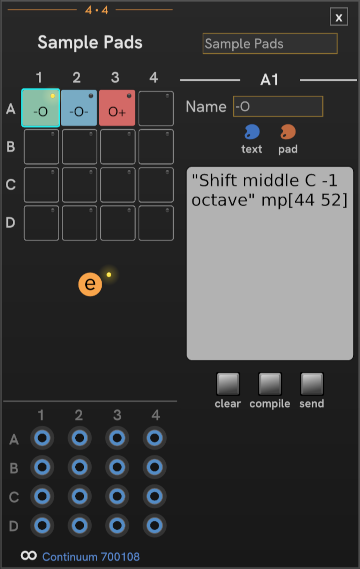 4 · 4
x
Sample Pads
Sample Pads
1 2 3 4
A1
A -O -O- O+
Name -O
B
text pad
C
D
"Shift middle C -1
octave" mp[44 52]
e
clear compile send
1 2 3 4
A
B
C
D
∞ Continuum 700108